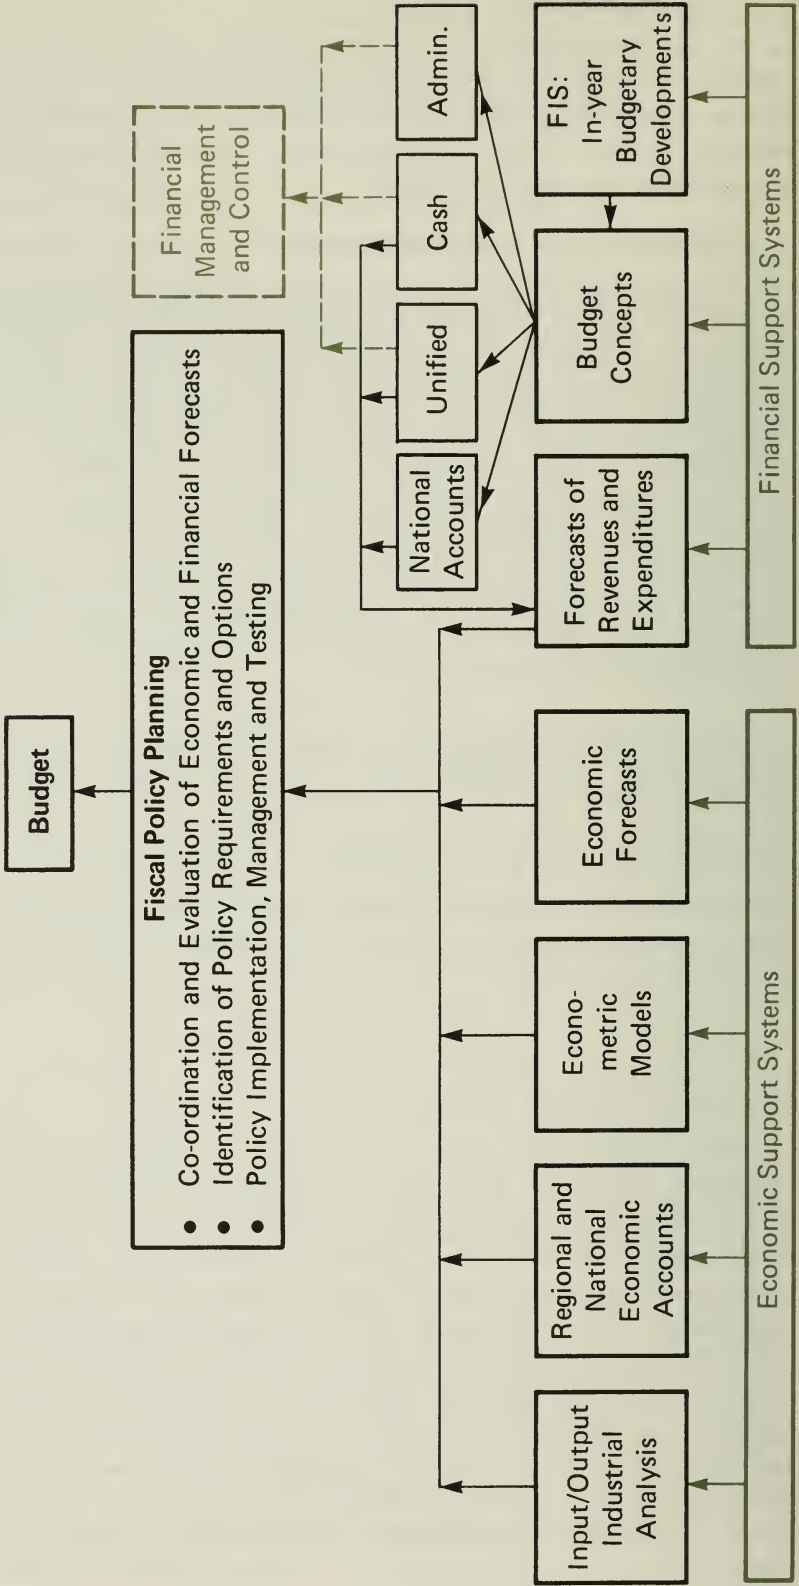 Budget
Fiscal Policy Planning
● Co-ordination and Evaluation of Economic and Financial Forecasts
● Identification of Policy Requirements and Options
● Policy Implementation, Management and Testing
Financial
Management
and Control
National
Accounts
Unified
Cash
Admin.
Input/Output
Industrial
Analysis
Regional and
National
Economic
Accounts
Econo-
metric
Models
Economic
Forecasts
Forecasts of
Revenues and
Expenditures
Budget
Concepts
FIS:
In-year
Budgetary
Developments
Economic Support Systems
Financial Support Systems